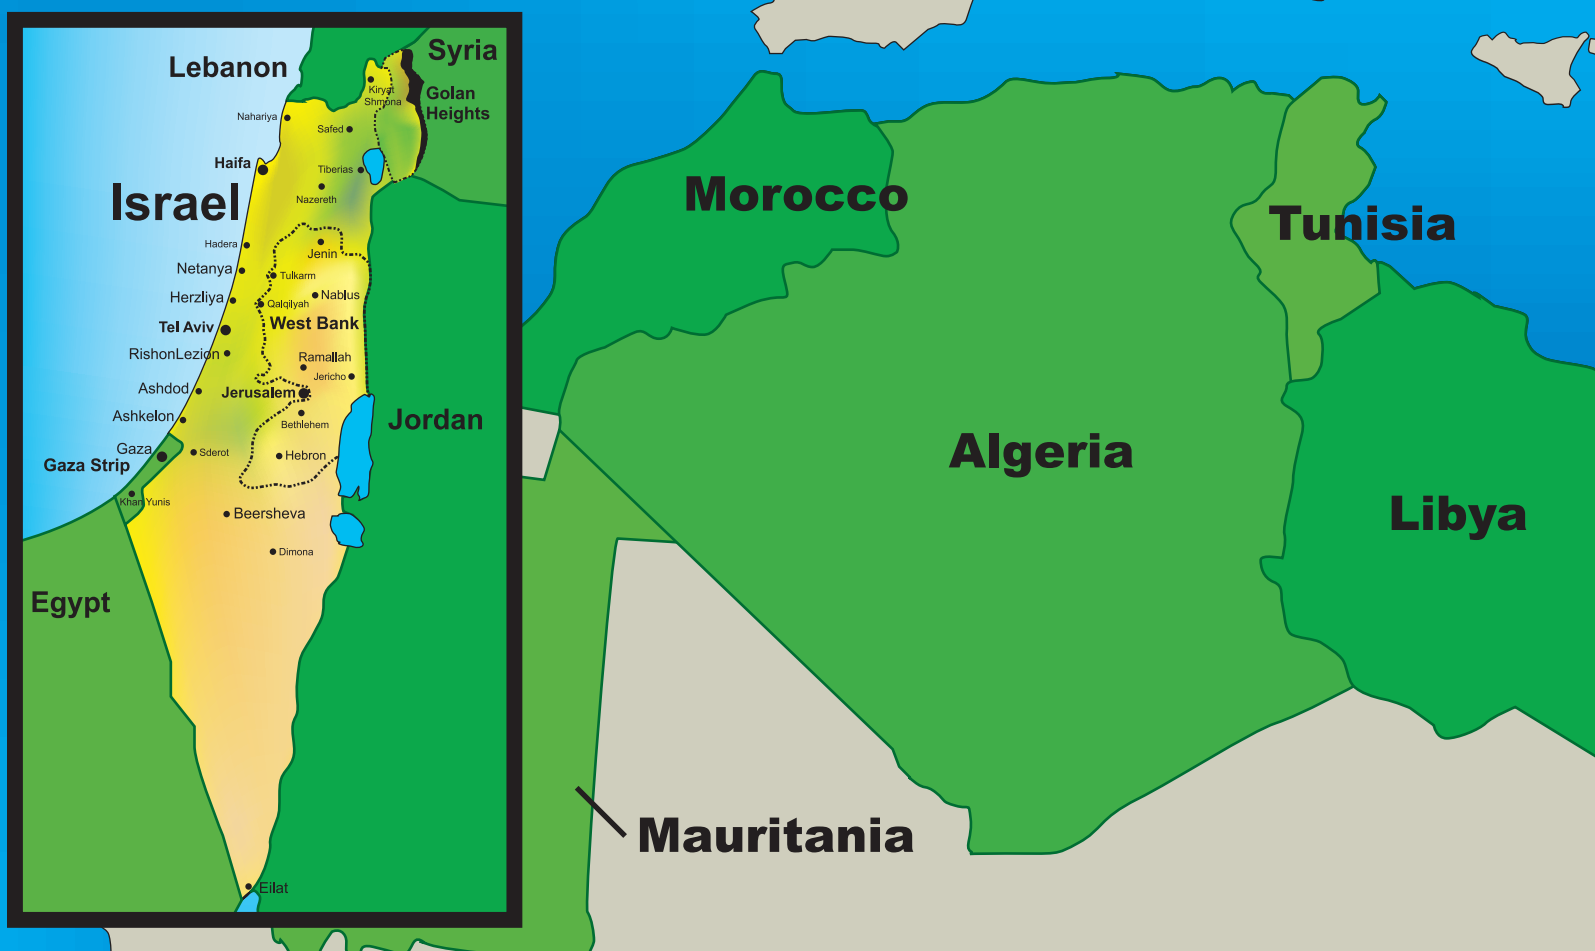 Lebanon
Syria
Kiryat
Shmona
Golan
Heights
Nahariya
Safed
Haifa
Tiberias
Israel
Nazereth
Hadera
Jenin
Netanya
Tulkarm
Herzliya
Qalqilyah
Nablus
Tel Aviv
West Bank
RishonLezion
Ramallah
Jericho
Ashdod
Jerusalem
Ashkelon
Bethlehem
Jordan
Gaza
Sderot
Hebron
Gaza Strip
Khan Yunis
Beersheva
Dimona
Egypt
Eilat
Morocco
Tunisia
Algeria
Libya
Mauritania